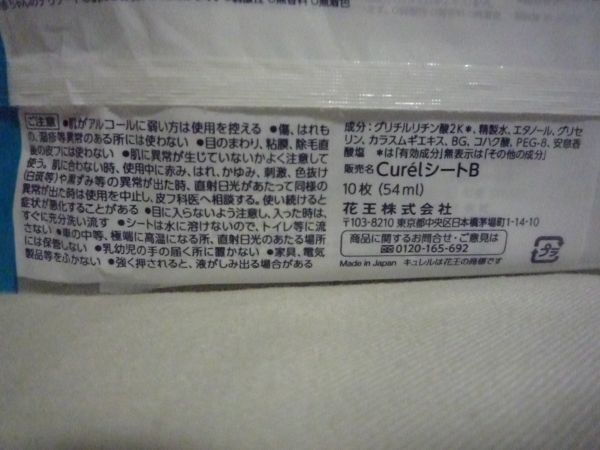 ご注意 ●肌がアルコールに弱い方は使用を控える ●傷、はれも
の、湿疹等異常のある所には使わない ●目のまわり、粘膜、除毛直
後の皮フには使わない ●肌に異常が生じていないかよく注意して
使う。肌に合わない時、使用中に赤み、はれ、かゆみ、刺激、色抜け
(白斑等)や黒ずみ等の異常が出た時、直射日光があたって同様の
異常が出た時は使用を中止し、皮フ科医へ相談する。使い続けると
症状が悪化することがある ●目に入らないよう注意し、入った時は、
すぐに充分洗い流す ●シートは水に溶けないので、トイレ等に流
さない ●車の中等、極端に高温になる所、直射日光のあたる場所
には保管しない ●乳幼児の手の届く所に置かない ●家具、電気
製品等をふかない ●強く押されると、液がしみ出る場合がある
成分：グリチルリチン酸2K＊、精製水、エタノール、グリセ
リン、カラスムギエキス、BG、コハク酸、PEG-8、安息香
酸塩 ＊は「有効成分」無表示は「その他の成分」
販売名 CurélシートB
10枚(54ml)
花王株式会社
〒103-8210 東京都中央区日本橋茅場町1-14-10
商品に関するお問合せ・ご意見は
0120-165-692
Made in Japan キュレルは花王の商標です
プラ